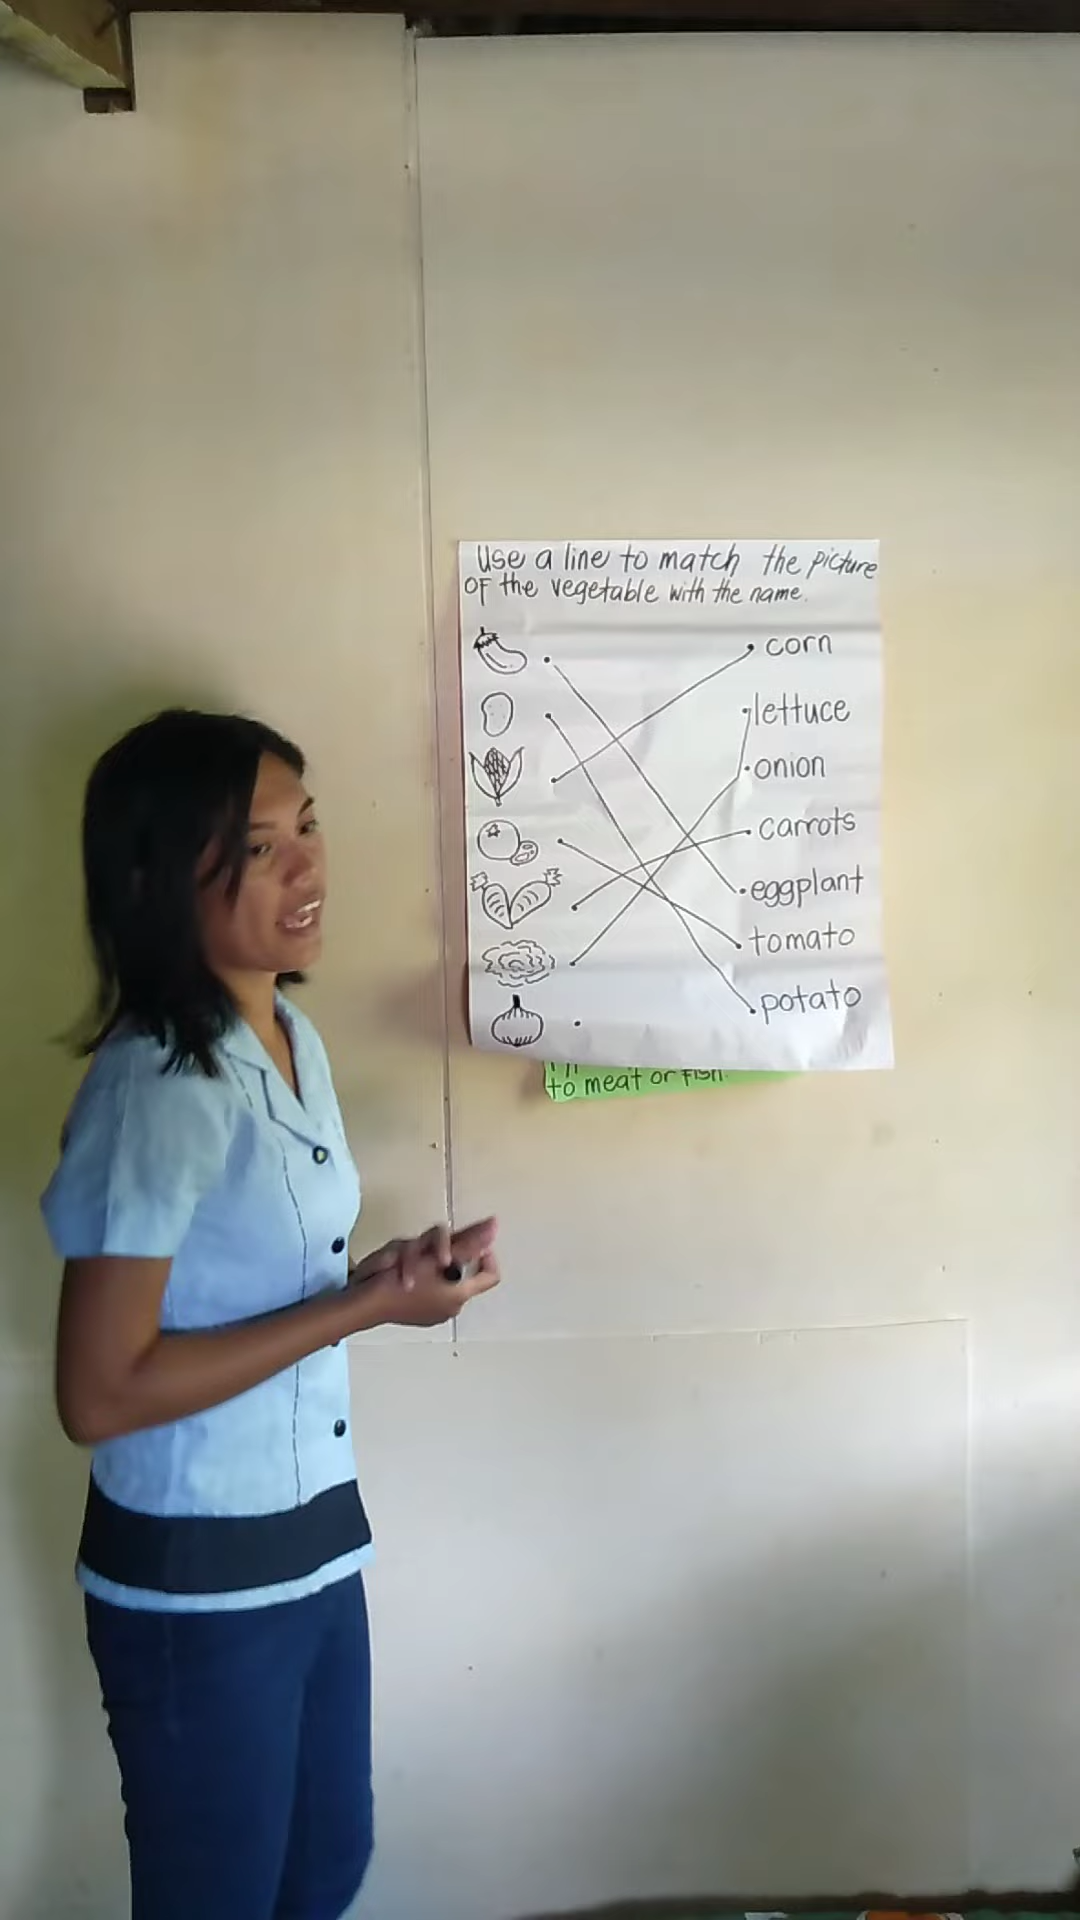 Use a line to match the picture
of the vegetable with the name.
corn
lettuce
onion
carrots
eggplant
tomato
potato
to meat or fish.